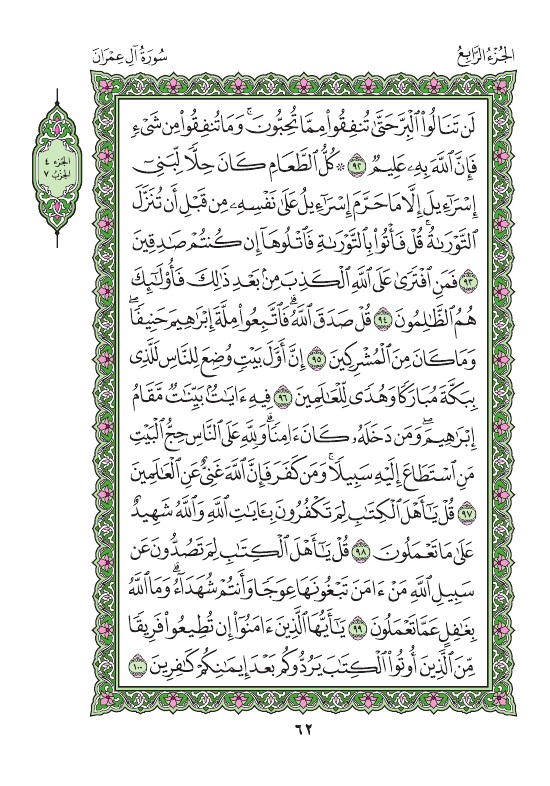 الجُزْءُ الرَّابِعُ
سُورَةُ آلِ عِمْرَانَ
الجزء ٤
الحزب ٧
لَن تَنَالُوا۟ ٱلْبِرَّ حَتَّىٰ تُنفِقُوا۟ مِمَّا تُحِبُّونَ ۚ وَمَا تُنفِقُوا۟ مِن شَىْءٍ
فَإِنَّ ٱللَّهَ بِهِۦ عَلِيمٌ ٩٢ ۞ كُلُّ ٱلطَّعَامِ كَانَ حِلًّا لِّبَنِىٓ
إِسْرَٰٓءِيلَ إِلَّا مَا حَرَّمَ إِسْرَٰٓءِيلُ عَلَىٰ نَفْسِهِۦ مِن قَبْلِ أَن تُنَزَّلَ
ٱلتَّوْرَىٰةُ ۗ قُلْ فَأْتُوا۟ بِٱلتَّوْرَىٰةِ فَٱتْلُوهَآ إِن كُنتُمْ صَٰدِقِينَ
٩٣ فَمَنِ ٱفْتَرَىٰ عَلَى ٱللَّهِ ٱلْكَذِبَ مِنۢ بَعْدِ ذَٰلِكَ فَأُو۟لَٰٓئِكَ
هُمُ ٱلظَّٰلِمُونَ ٩٤ قُلْ صَدَقَ ٱللَّهُ ۗ فَٱتَّبِعُوا۟ مِلَّةَ إِبْرَٰهِيمَ حَنِيفًا ۖ
وَمَا كَانَ مِنَ ٱلْمُشْرِكِينَ ٩٥ إِنَّ أَوَّلَ بَيْتٍ وُضِعَ لِلنَّاسِ لَلَّذِى
بِبَكَّةَ مُبَارَكًا وَهُدًى لِّلْعَٰلَمِينَ ٩٦ فِيهِ ءَايَٰتٌۢ بَيِّنَٰتٌ مَّقَامُ
إِبْرَٰهِيمَ ۖ وَمَن دَخَلَهُۥ كَانَ ءَامِنًا ۗ وَلِلَّهِ عَلَى ٱلنَّاسِ حِجُّ ٱلْبَيْتِ
مَنِ ٱسْتَطَاعَ إِلَيْهِ سَبِيلًا ۚ وَمَن كَفَرَ فَإِنَّ ٱللَّهَ غَنِىٌّ عَنِ ٱلْعَٰلَمِينَ
٩٧ قُلْ يَٰٓأَهْلَ ٱلْكِتَٰبِ لِمَ تَكْفُرُونَ بِـَٔايَٰتِ ٱللَّهِ وَٱللَّهُ شَهِيدٌ
عَلَىٰ مَا تَعْمَلُونَ ٩٨ قُلْ يَٰٓأَهْلَ ٱلْكِتَٰبِ لِمَ تَصُدُّونَ عَن
سَبِيلِ ٱللَّهِ مَنْ ءَامَنَ تَبْغُونَهَا عِوَجًا وَأَنتُمْ شُهَدَآءُ ۗ وَمَا ٱللَّهُ
بِغَٰفِلٍ عَمَّا تَعْمَلُونَ ٩٩ يَٰٓأَيُّهَا ٱلَّذِينَ ءَامَنُوٓا۟ إِن تُطِيعُوا۟ فَرِيقًا
مِّنَ ٱلَّذِينَ أُوتُوا۟ ٱلْكِتَٰبَ يَرُدُّوكُم بَعْدَ إِيمَٰنِكُمْ كَٰفِرِينَ ١٠٠
٦٢